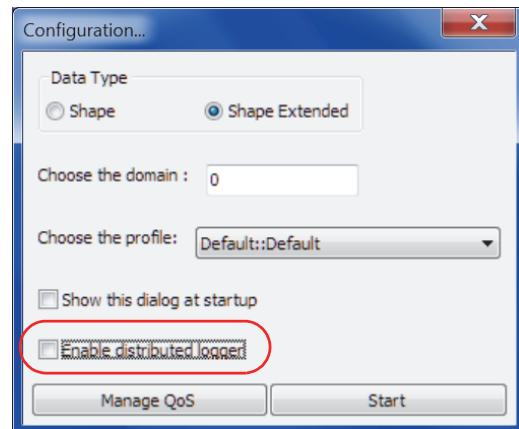 Configuration...
X
Data Type
Shape
Shape Extended
Choose the domain :
0
Choose the profile:
Default::Default
Show this dialog at startup
Enable distributed logger
Manage QoS
Start